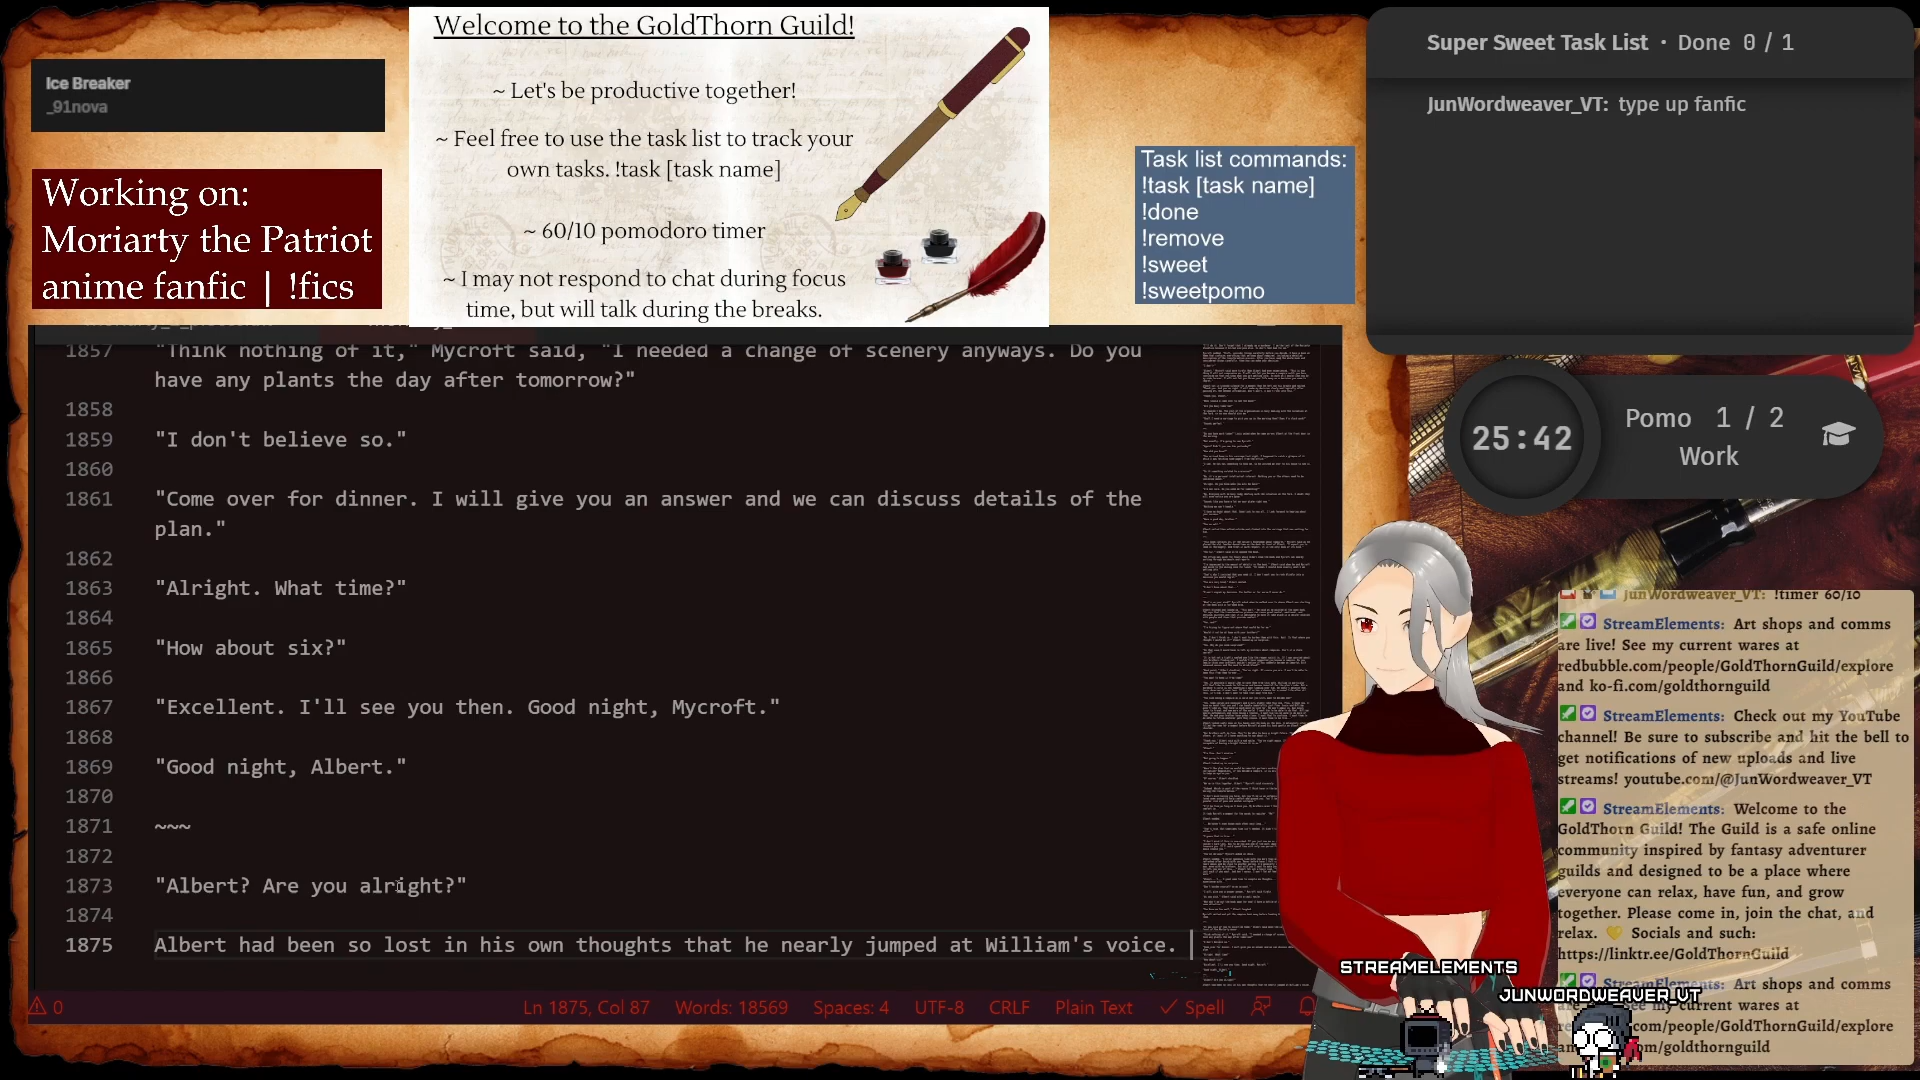 Welcome to the GoldThorn Guild!
~ Let's be productive together!
~ Feel free to use the task list to track your
own tasks. !task [task name]
~ 60/10 pomodoro timer
~ I may not respond to chat during focus
time, but will talk during the breaks.
Ice Breaker
_91nova
Working on:
Moriarty the Patriot
anime fanfic | !fics
Task list commands:
!task [task name]
!done
!remove
!sweet
!sweetpomo
Super Sweet Task List · Done 0 / 1
JunWordweaver_VT: type up fanfic
25:42
Pomo 1 / 2
Work
1857 "Think nothing of it," Mycroft said, "I needed a change of scenery anyways. Do you
have any plants the day after tomorrow?"
1858
1859 "I don't believe so."
1860
1861 "Come over for dinner. I will give you an answer and we can discuss details of the
plan."
1862
1863 "Alright. What time?"
1864
1865 "How about six?"
1866
1867 "Excellent. I'll see you then. Good night, Mycroft."
1868
1869 "Good night, Albert."
1870
1871 ~~~
1872
1873 "Albert? Are you alright?"
1874
1875 Albert had been so lost in his own thoughts that he nearly jumped at William's voice.
0 Ln 1875, Col 87 Words: 18569 Spaces: 4 UTF-8 CRLF Plain Text Spell
JunWordweaver_VT: !timer 60/10
StreamElements: Art shops and comms
are live! See my current wares at
redbubble.com/people/GoldThornGuild/explore
and ko-fi.com/goldthornguild
StreamElements: Check out my YouTube
channel! Be sure to subscribe and hit the bell to
get notifications of new uploads and live
streams! youtube.com/@JunWordweaver_VT
StreamElements: Welcome to the
GoldThorn Guild! The Guild is a safe online
community inspired by fantasy adventurer
guilds and designed to be a place where
everyone can relax, have fun, and grow
together. Please come in, join the chat, and
relax. 💛 Socials and such:
https://linktr.ee/GoldThornGuild
StreamElements: Art shops and comms
see my current wares at
.com/people/GoldThornGuild/explore
om/goldthornguild
STREAMELEMENTS
JUNWORDWEAVER_VT